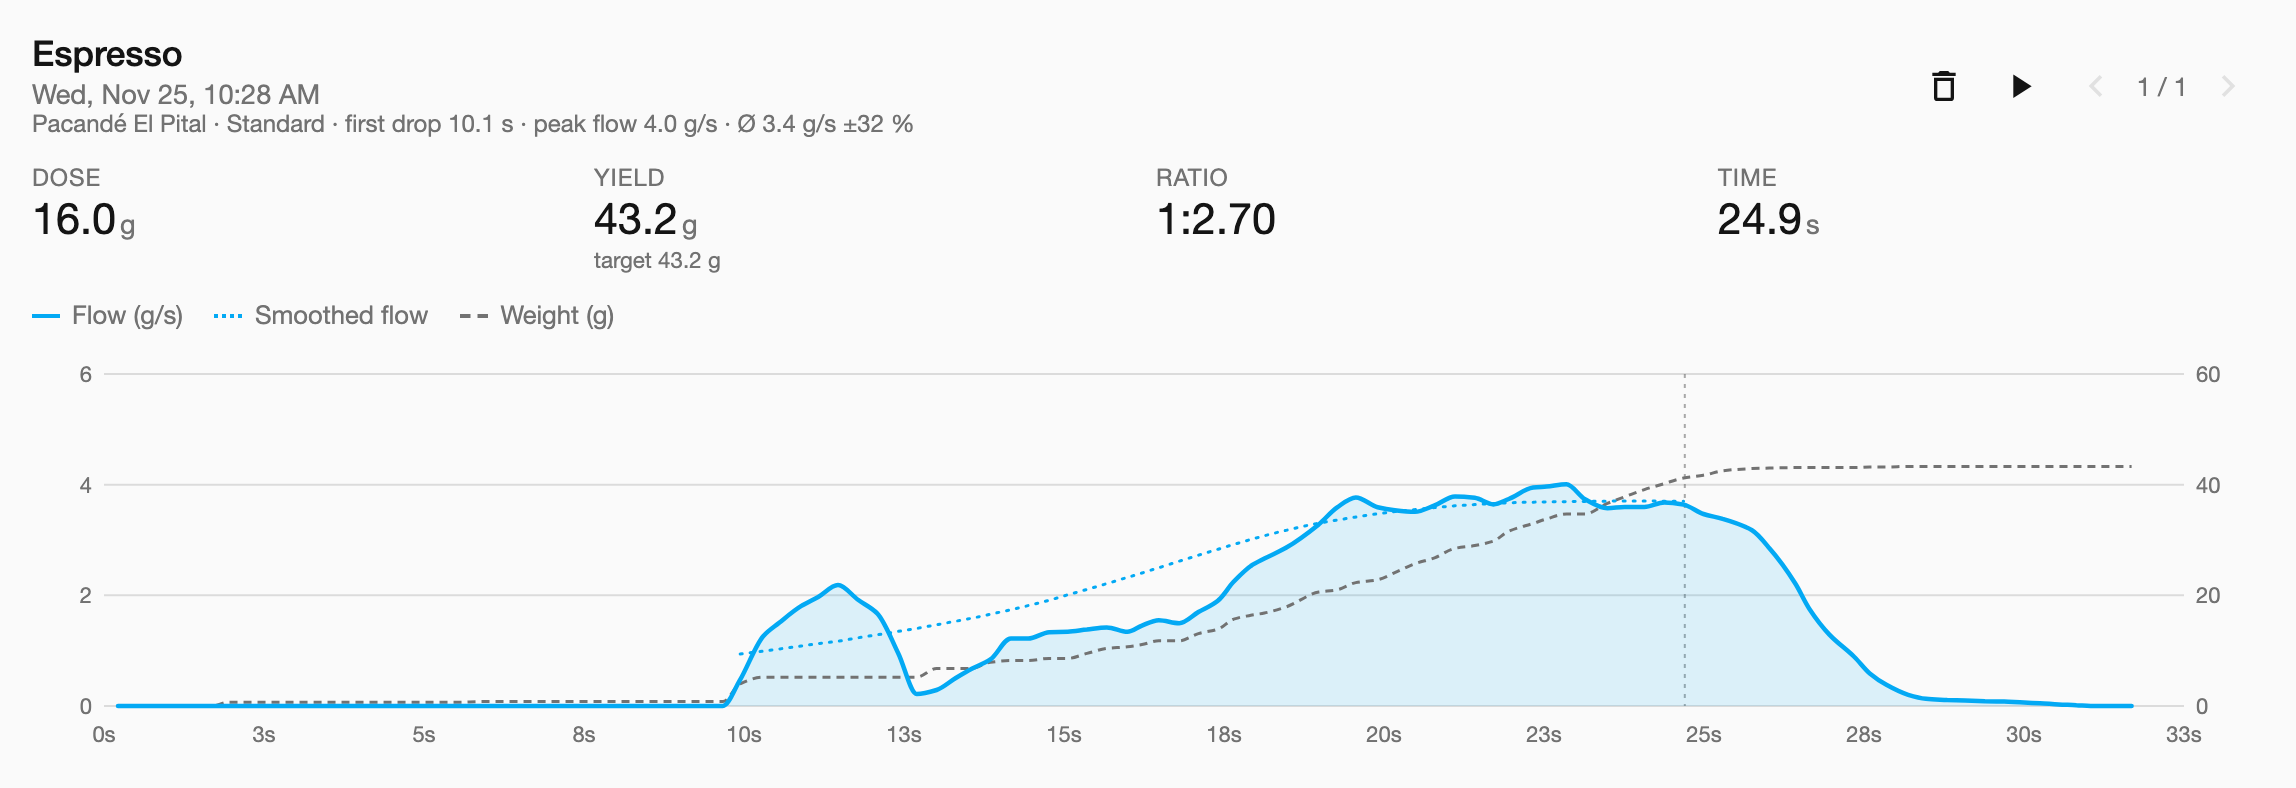 Espresso
Wed, Nov 25, 10:28 AM
Pacandé El Pital · Standard · first drop 10.1 s · peak flow 4.0 g/s · Ø 3.4 g/s ±32 %
1 / 1
DOSE YIELD RATIO TIME
16.0 g 43.2 g 1:2.70 24.9 s
target 43.2 g
Flow (g/s) Smoothed flow Weight (g)
6 60
4 40
2 20
0 0
0s 3s 5s 8s 10s 13s 15s 18s 20s 23s 25s 28s 30s 33s